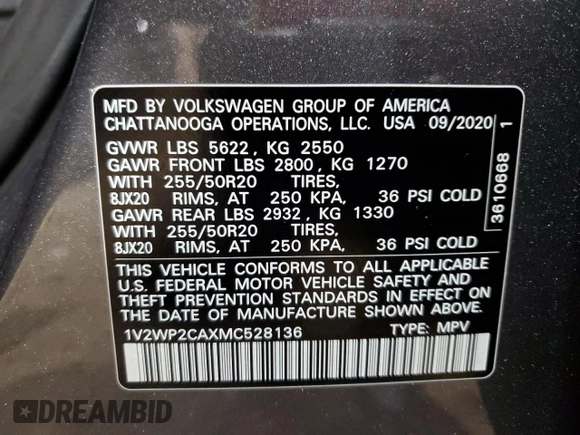 MFD BY VOLKSWAGEN GROUP OF AMERICA
CHATTANOOGA OPERATIONS, LLC. USA 09/2020
GVWR LBS 5622, KG 2550
GAWR FRONT LBS 2800, KG 1270
WITH 255/50R20 TIRES,
8JX20 RIMS, AT 250 KPA, 36 PSI COLD
GAWR REAR LBS 2932, KG 1330
WITH 255/50R20 TIRES,
8JX20 RIMS, AT 250 KPA, 36 PSI COLD
THIS VEHICLE CONFORMS TO ALL APPLICABLE
U.S. FEDERAL MOTOR VEHICLE SAFETY AND
THEFT PREVENTION STANDARDS IN EFFECT ON
THE DATE OF MANUFACTURE SHOWN ABOVE.
1V2WP2CAXMC528136 TYPE: MPV
3610668 1
DREAMBID